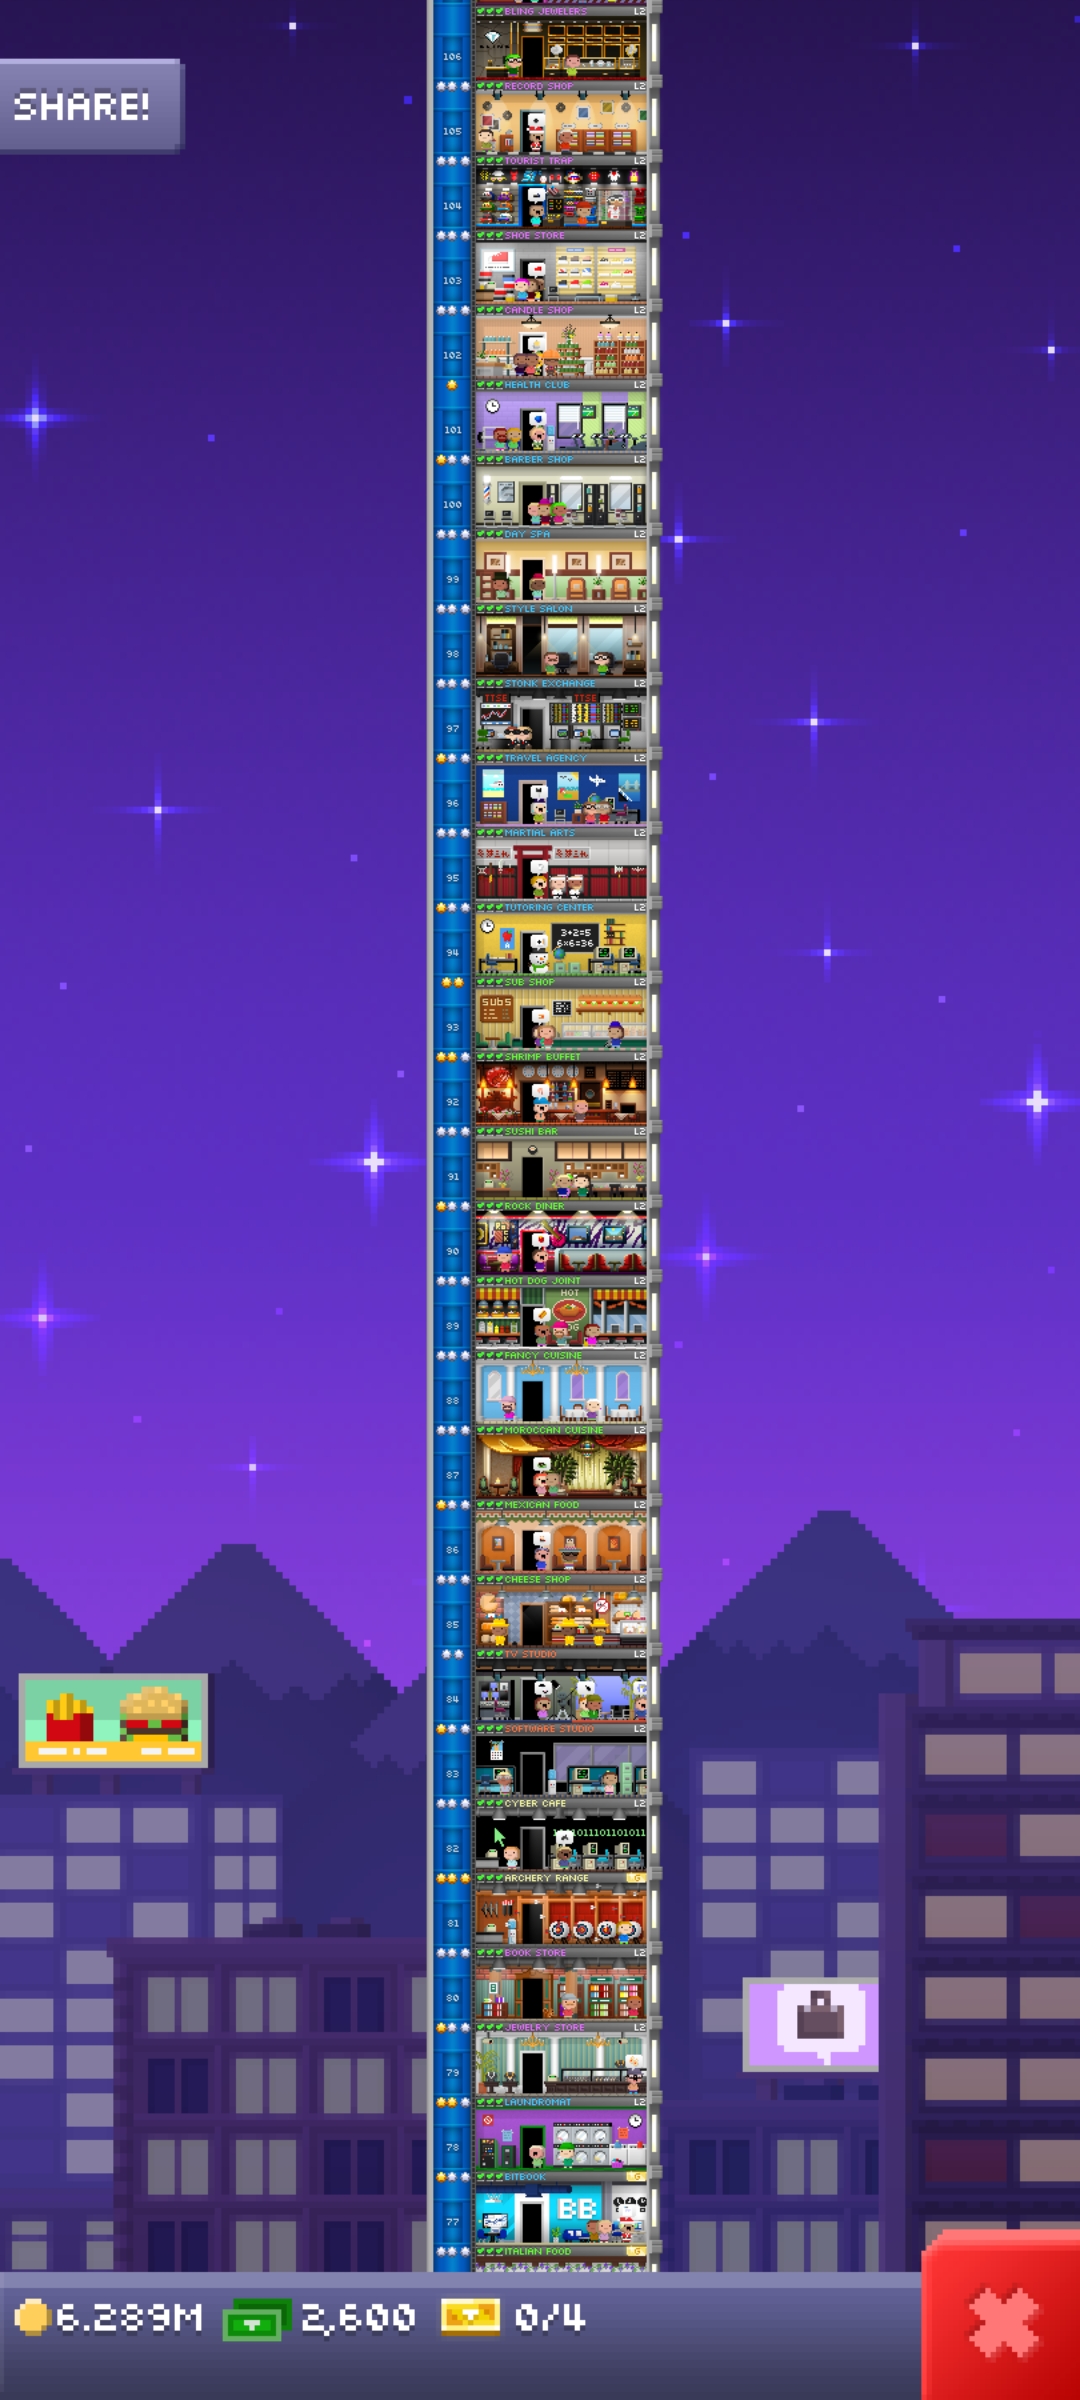 BLING JEWELERS L2
106
SHARE!
RECORD SHOP L2
105
TOURIST TRAP L2
104
SHOE STORE L2
103
CANDLE SHOP L2
102
HEALTH CLUB L2
101
BARBER SHOP L2
100
DAY SPA L2
99
STYLE SALON L2
98
STONK EXCHANGE L2
TTSE TTSE
97
TRAVEL AGENCY L2
96
MARTIAL ARTS L2
95
TUTORING CENTER L2
3+2=5
6×6=36
94
SUB SHOP L2
SUBS
93
SHRIMP BUFFET L2
92
SUSHI BAR L2
91
ROCK DINER L2
90
HOT DOG JOINT L2
HOT
89
FANCY CUISINE L2
88
MOROCCAN CUISINE L2
87
MEXICAN FOOD L2
86
CHEESE SHOP L2
85
TV STUDIO L2
84
SOFTWARE STUDIO L2
83
CYBER CAFE L2
82
ARCHERY RANGE G
81
BOOK STORE L2
80
JEWELRY STORE L2
79
LAUNDROMAT L2
78
BITBOOK G
BB
77
ITALIAN FOOD G
6.289M 2,600 0/4